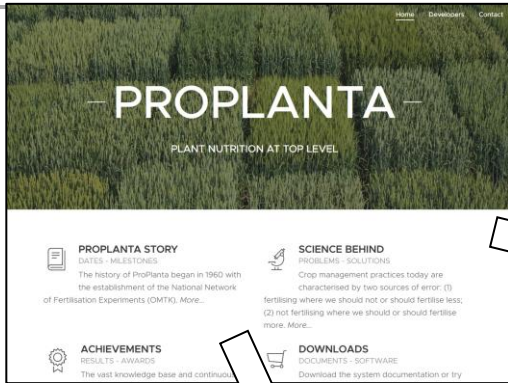 Home Developers Contact
– PROPLANTA –
PLANT NUTRITION AT TOP LEVEL
PROPLANTA STORY
DATES - MILESTONES
The history of ProPlanta began in 1960 with
the establishment of the National Network
of Fertilisation Experiments (OMTK). More...
SCIENCE BEHIND
PROBLEMS - SOLUTIONS
Crop management practices today are
characterised by two sources of error: (1)
fertilising where we should not or should fertilise less;
(2) not fertilising where we should or should fertilise
more. More...
ACHIEVEMENTS
RESULTS - AWARDS
The vast knowledge base and
DOWNLOADS
DOCUMENTS - SOFTWARE
Download the system documentation or try